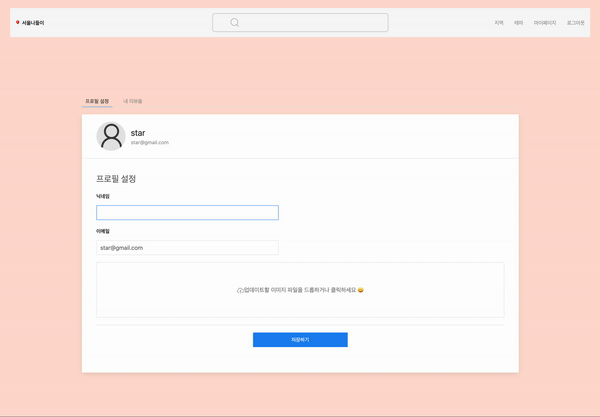 서울나들이
지역 테마 마이페이지 로그아웃
프로필 설정 내 리뷰들
star
star@gmail.com
프로필 설정
닉네임
이메일
star@gmail.com
업데이트할 이미지 파일을 드롭하거나 클릭하세요 😄
저장하기